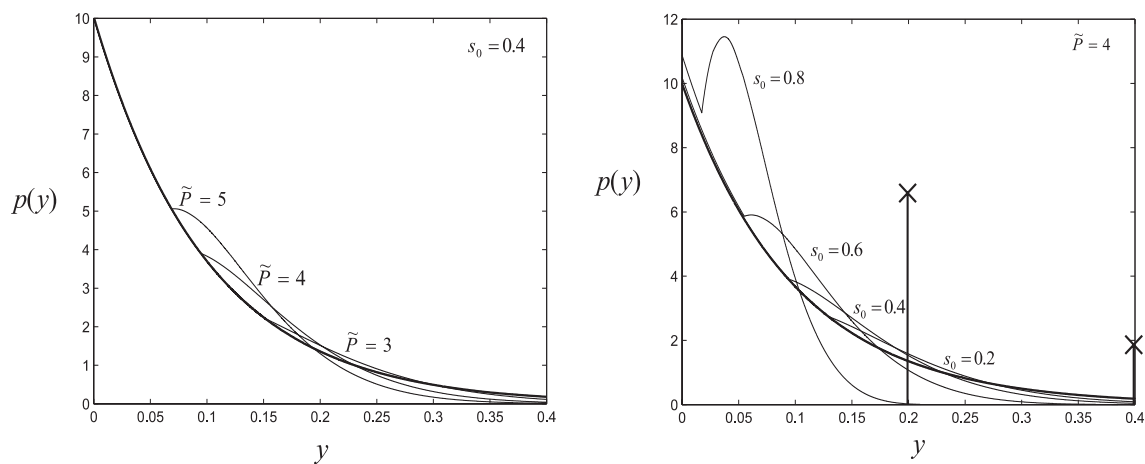 10
9
8
7
6
5
4
3
2
1
0
p(y)
s₀ = 0.4
P̃ = 5
P̃ = 4
P̃ = 3
0 0.05 0.1 0.15 0.2 0.25 0.3 0.35 0.4
y
12
10
8
6
4
2
0
p(y)
P̃ = 4
s₀ = 0.8
s₀ = 0.6
s₀ = 0.4
s₀ = 0.2
0 0.05 0.1 0.15 0.2 0.25 0.3 0.35 0.4
y